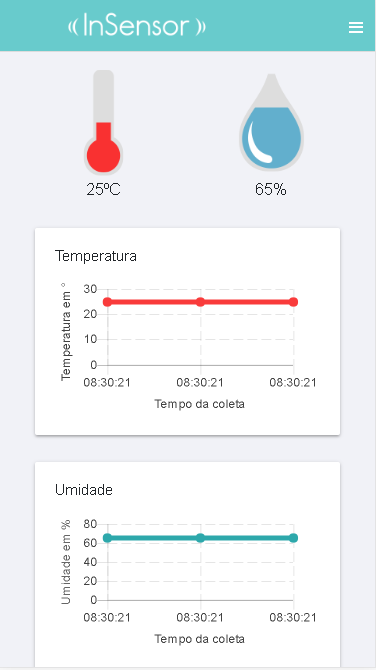 InSensor
25ºC
65%
Temperatura
Temperatura em °
30
20
10
0
08:30:21 08:30:21 08:30:21
Tempo da coleta
Umidade
Umidade em %
80
60
40
20
0
08:30:21 08:30:21 08:30:21
Tempo da coleta